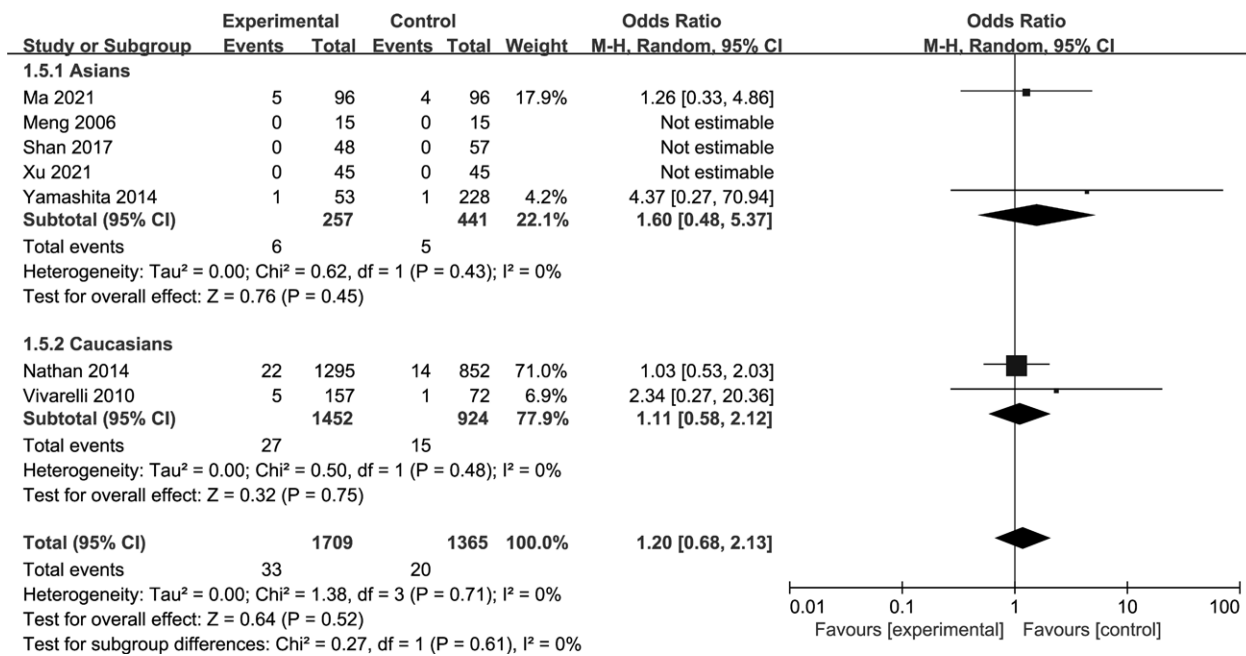 Experimental Control Odds Ratio Odds Ratio
Study or Subgroup Events Total Events Total Weight M-H, Random, 95% CI M-H, Random, 95% CI
1.5.1 Asians
Ma 2021 5 96 4 96 17.9% 1.26 [0.33, 4.86]
Meng 2006 0 15 0 15 Not estimable
Shan 2017 0 48 0 57 Not estimable
Xu 2021 0 45 0 45 Not estimable
Yamashita 2014 1 53 1 228 4.2% 4.37 [0.27, 70.94]
Subtotal (95% CI) 257 441 22.1% 1.60 [0.48, 5.37]
Total events 6 5
Heterogeneity: Tau² = 0.00; Chi² = 0.62, df = 1 (P = 0.43); I² = 0%
Test for overall effect: Z = 0.76 (P = 0.45)
1.5.2 Caucasians
Nathan 2014 22 1295 14 852 71.0% 1.03 [0.53, 2.03]
Vivarelli 2010 5 157 1 72 6.9% 2.34 [0.27, 20.36]
Subtotal (95% CI) 1452 924 77.9% 1.11 [0.58, 2.12]
Total events 27 15
Heterogeneity: Tau² = 0.00; Chi² = 0.50, df = 1 (P = 0.48); I² = 0%
Test for overall effect: Z = 0.32 (P = 0.75)
Total (95% CI) 1709 1365 100.0% 1.20 [0.68, 2.13]
Total events 33 20
Heterogeneity: Tau² = 0.00; Chi² = 1.38, df = 3 (P = 0.71); I² = 0%
Test for overall effect: Z = 0.64 (P = 0.52)
Test for subgroup differences: Chi² = 0.27, df = 1 (P = 0.61), I² = 0%
0.01 0.1 1 10 100
Favours [experimental] Favours [control]